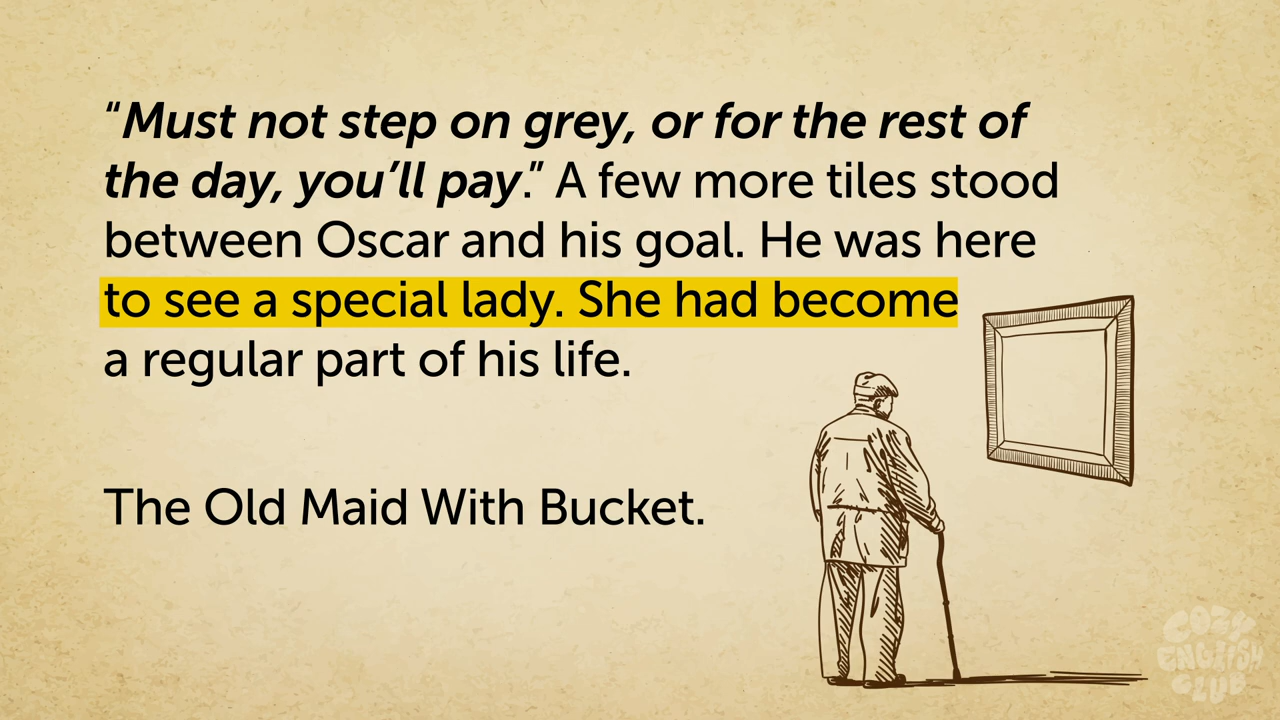 “Must not step on grey, or for the rest of
the day, you’ll pay.” A few more tiles stood
between Oscar and his goal. He was here
to see a special lady. She had become
a regular part of his life.
The Old Maid With Bucket.
COZY
ENGLISH
CLUB